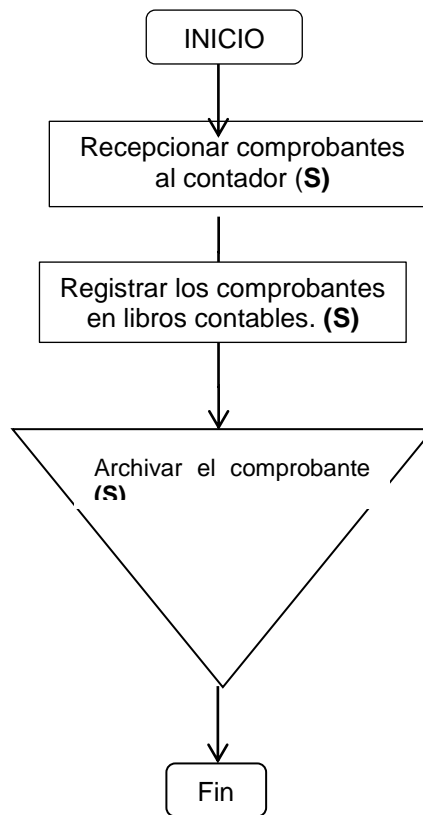 INICIO
Recepcionar comprobantes
al contador (S)
Registrar los comprobantes
en libros contables. (S)
Archivar el comprobante
(S)
Fin